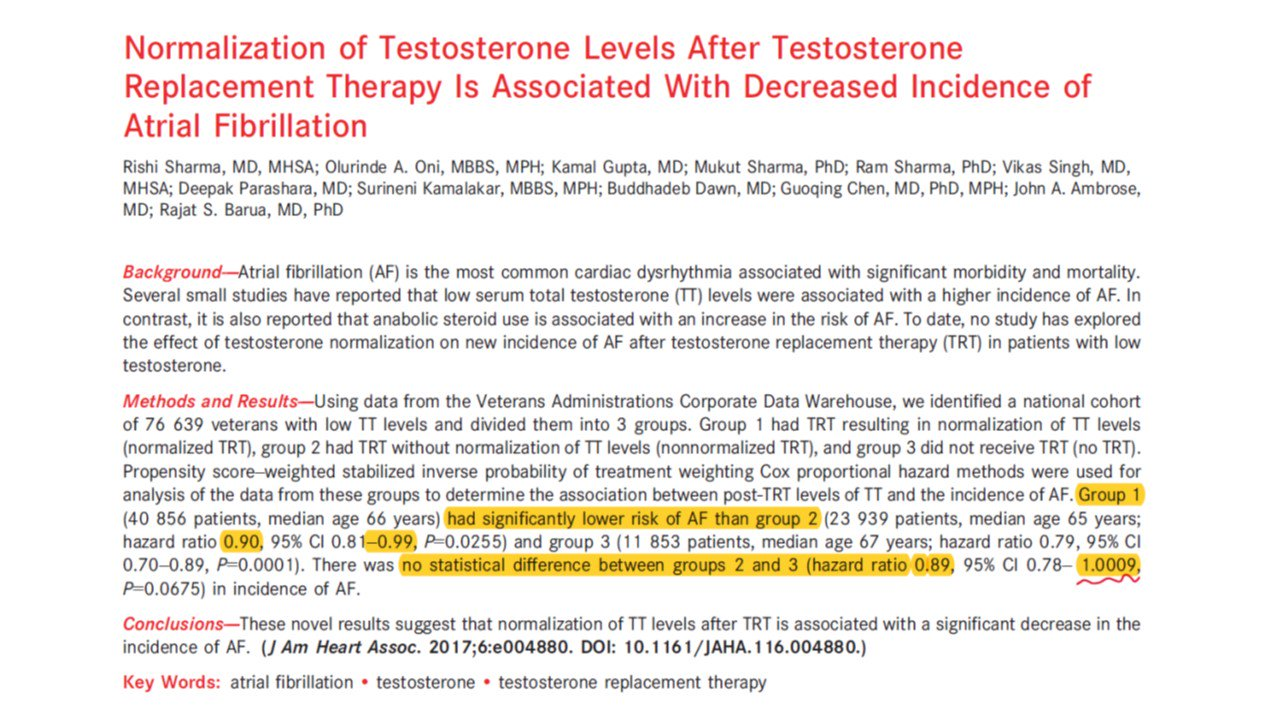 Normalization of Testosterone Levels After Testosterone
Replacement Therapy Is Associated With Decreased Incidence of
Atrial Fibrillation
Rishi Sharma, MD, MHSA; Olurinde A. Oni, MBBS, MPH; Kamal Gupta, MD; Mukut Sharma, PhD; Ram Sharma, PhD; Vikas Singh, MD,
MHSA; Deepak Parashara, MD; Surineni Kamalakar, MBBS, MPH; Buddhadeb Dawn, MD; Guoqing Chen, MD, PhD, MPH; John A. Ambrose,
MD; Rajat S. Barua, MD, PhD
Background—Atrial fibrillation (AF) is the most common cardiac dysrhythmia associated with significant morbidity and mortality.
Several small studies have reported that low serum total testosterone (TT) levels were associated with a higher incidence of AF. In
contrast, it is also reported that anabolic steroid use is associated with an increase in the risk of AF. To date, no study has explored
the effect of testosterone normalization on new incidence of AF after testosterone replacement therapy (TRT) in patients with low
testosterone.
Methods and Results—Using data from the Veterans Administrations Corporate Data Warehouse, we identified a national cohort
of 76 639 veterans with low TT levels and divided them into 3 groups. Group 1 had TRT resulting in normalization of TT levels
(normalized TRT), group 2 had TRT without normalization of TT levels (nonnormalized TRT), and group 3 did not receive TRT (no TRT).
Propensity score–weighted stabilized inverse probability of treatment weighting Cox proportional hazard methods were used for
analysis of the data from these groups to determine the association between post-TRT levels of TT and the incidence of AF. Group 1
(40 856 patients, median age 66 years) had significantly lower risk of AF than group 2 (23 939 patients, median age 65 years;
hazard ratio 0.90, 95% CI 0.81–0.99, P=0.0255) and group 3 (11 853 patients, median age 67 years; hazard ratio 0.79, 95% CI
0.70–0.89, P=0.0001). There was no statistical difference between groups 2 and 3 (hazard ratio 0.89, 95% CI 0.78– 1.0009,
P=0.0675) in incidence of AF.
Conclusions—These novel results suggest that normalization of TT levels after TRT is associated with a significant decrease in the
incidence of AF. (J Am Heart Assoc. 2017;6:e004880. DOI: 10.1161/JAHA.116.004880.)
Key Words: atrial fibrillation • testosterone • testosterone replacement therapy